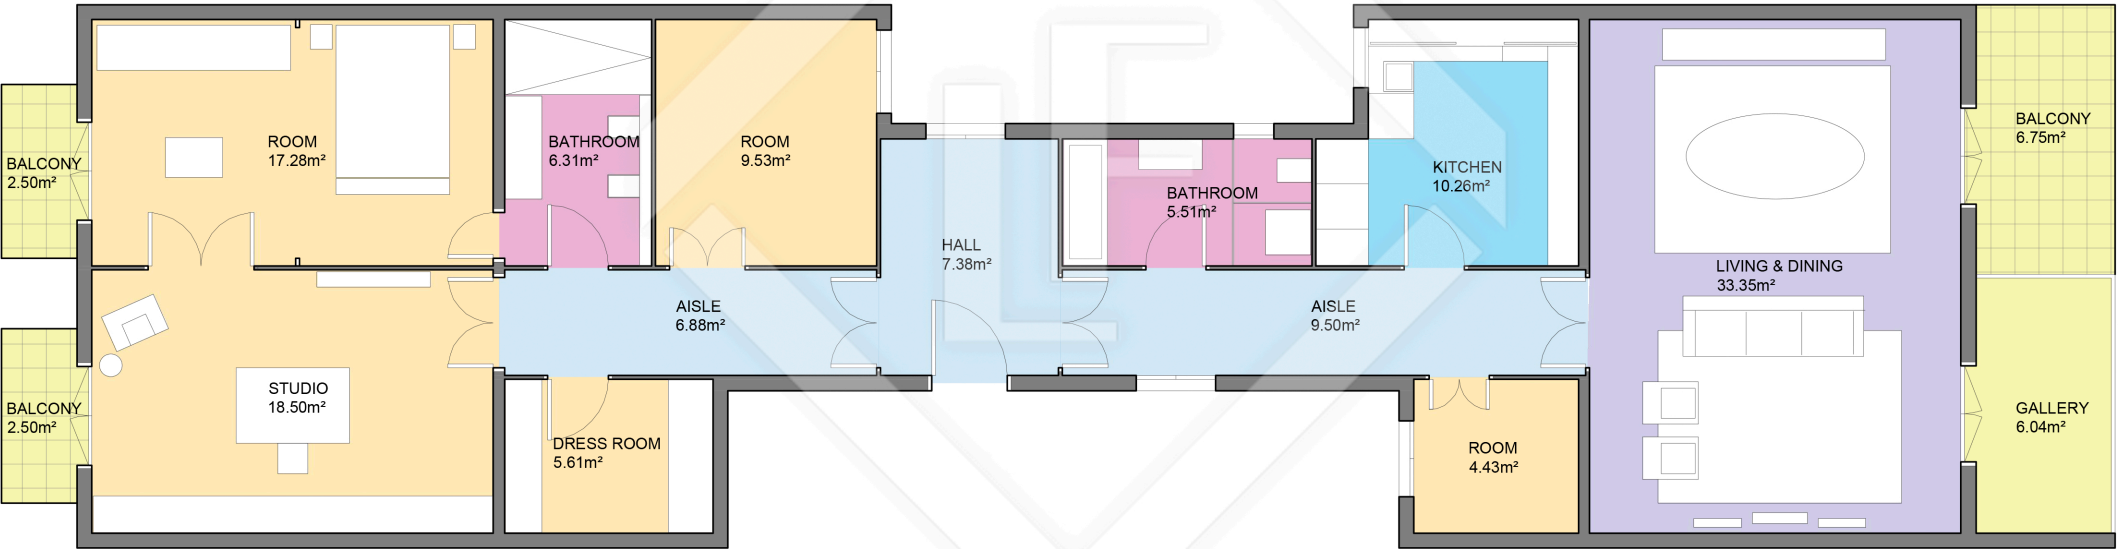 BALCONY
2.50m²
ROOM
17.28m²
BATHROOM
6.31m²
ROOM
9.53m²
HALL
7.38m²
BATHROOM
5.51m²
KITCHEN
10.26m²
LIVING & DINING
33.35m²
BALCONY
6.75m²
BALCONY
2.50m²
STUDIO
18.50m²
AISLE
6.88m²
DRESS ROOM
5.61m²
AISLE
9.50m²
ROOM
4.43m²
GALLERY
6.04m²